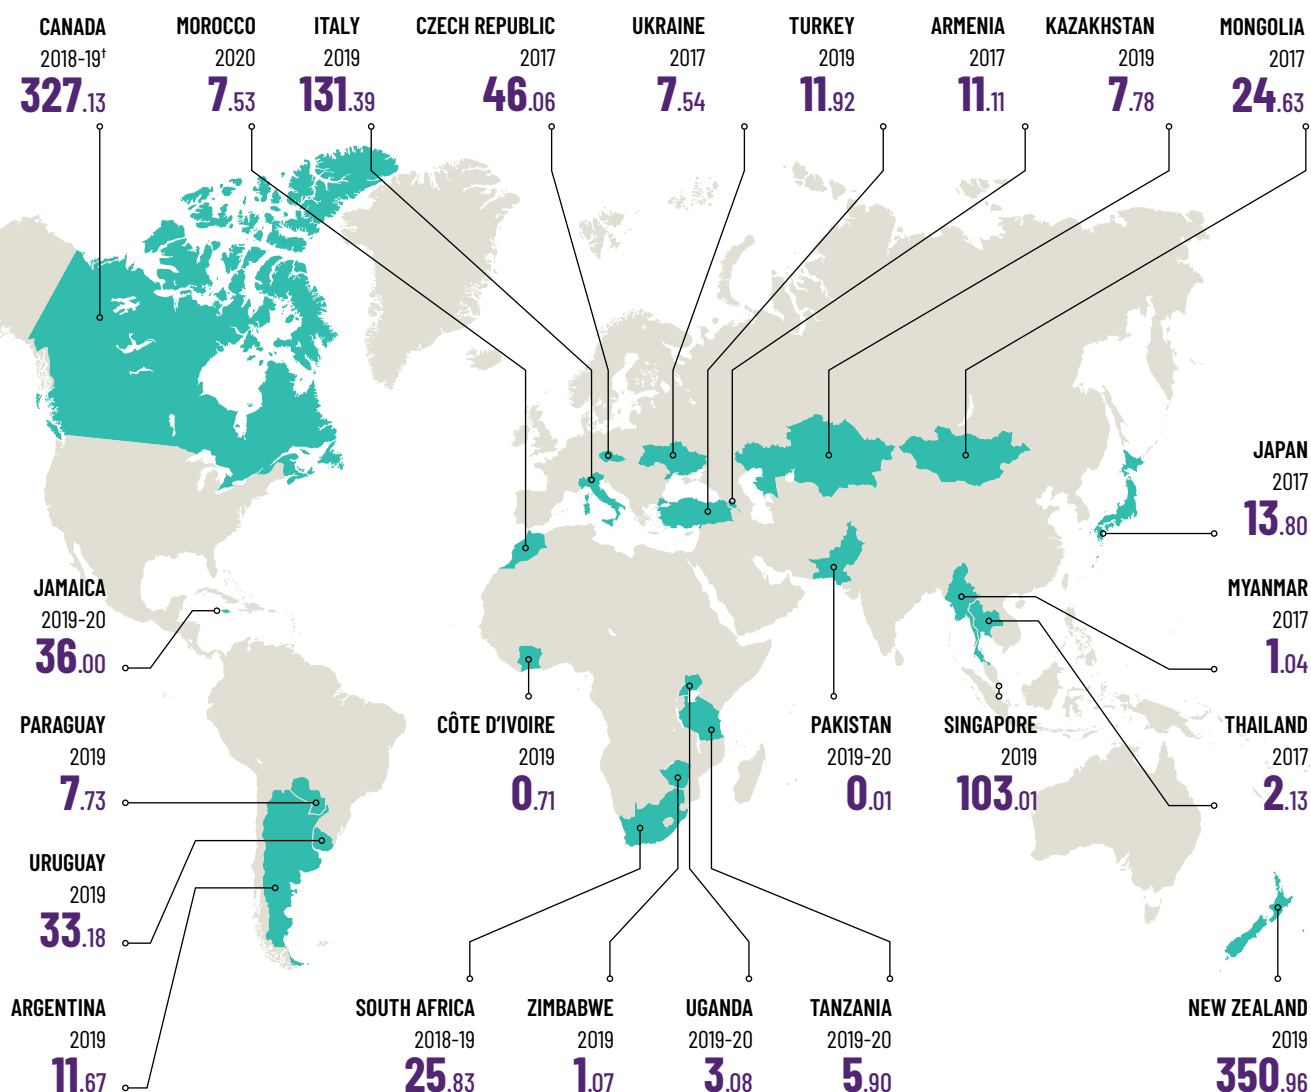 CANADA
2018-19†
327.13
MOROCCO
2020
7.53
ITALY
2019
131.39
CZECH REPUBLIC
2017
46.06
UKRAINE
2017
7.54
TURKEY
2019
11.92
ARMENIA
2017
11.11
KAZAKHSTAN
2019
7.78
MONGOLIA
2017
24.63
JAPAN
2017
13.80
JAMAICA
2019-20
36.00
MYANMAR
2017
1.04
PARAGUAY
2019
7.73
CÔTE D'IVOIRE
2019
0.71
PAKISTAN
2019-20
0.01
SINGAPORE
2019
103.01
THAILAND
2017
2.13
URUGUAY
2019
33.18
ARGENTINA
2019
11.67
SOUTH AFRICA
2018-19
25.83
ZIMBABWE
2019
1.07
UGANDA
2019-20
3.08
TANZANIA
2019-20
5.90
NEW ZEALAND
2019
350.96